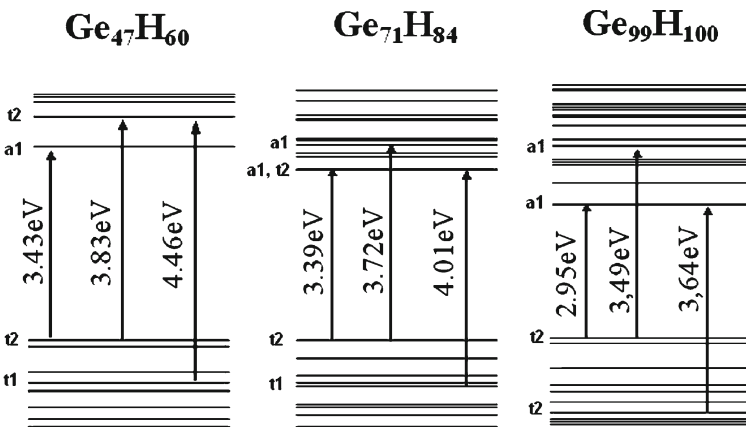 Ge47H60
t2
a1
3.43eV
3.83eV
4.46eV
t2
t1
Ge71H84
a1
a1, t2
3.39eV
3.72eV
4.01eV
t2
t1
Ge99H100
a1
a1
2.95eV
3,49eV
3,64eV
t2
t2